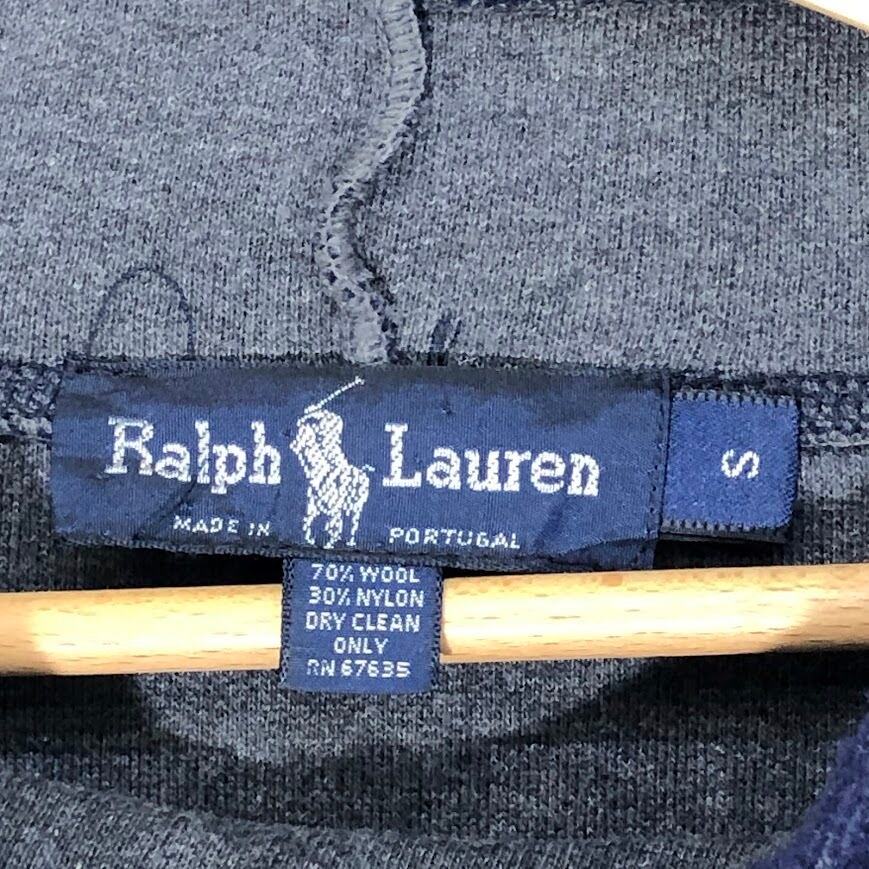 Ralph Lauren
MADE IN PORTUGAL
S
70% WOOL
30% NYLON
DRY CLEAN
ONLY
RN 67635